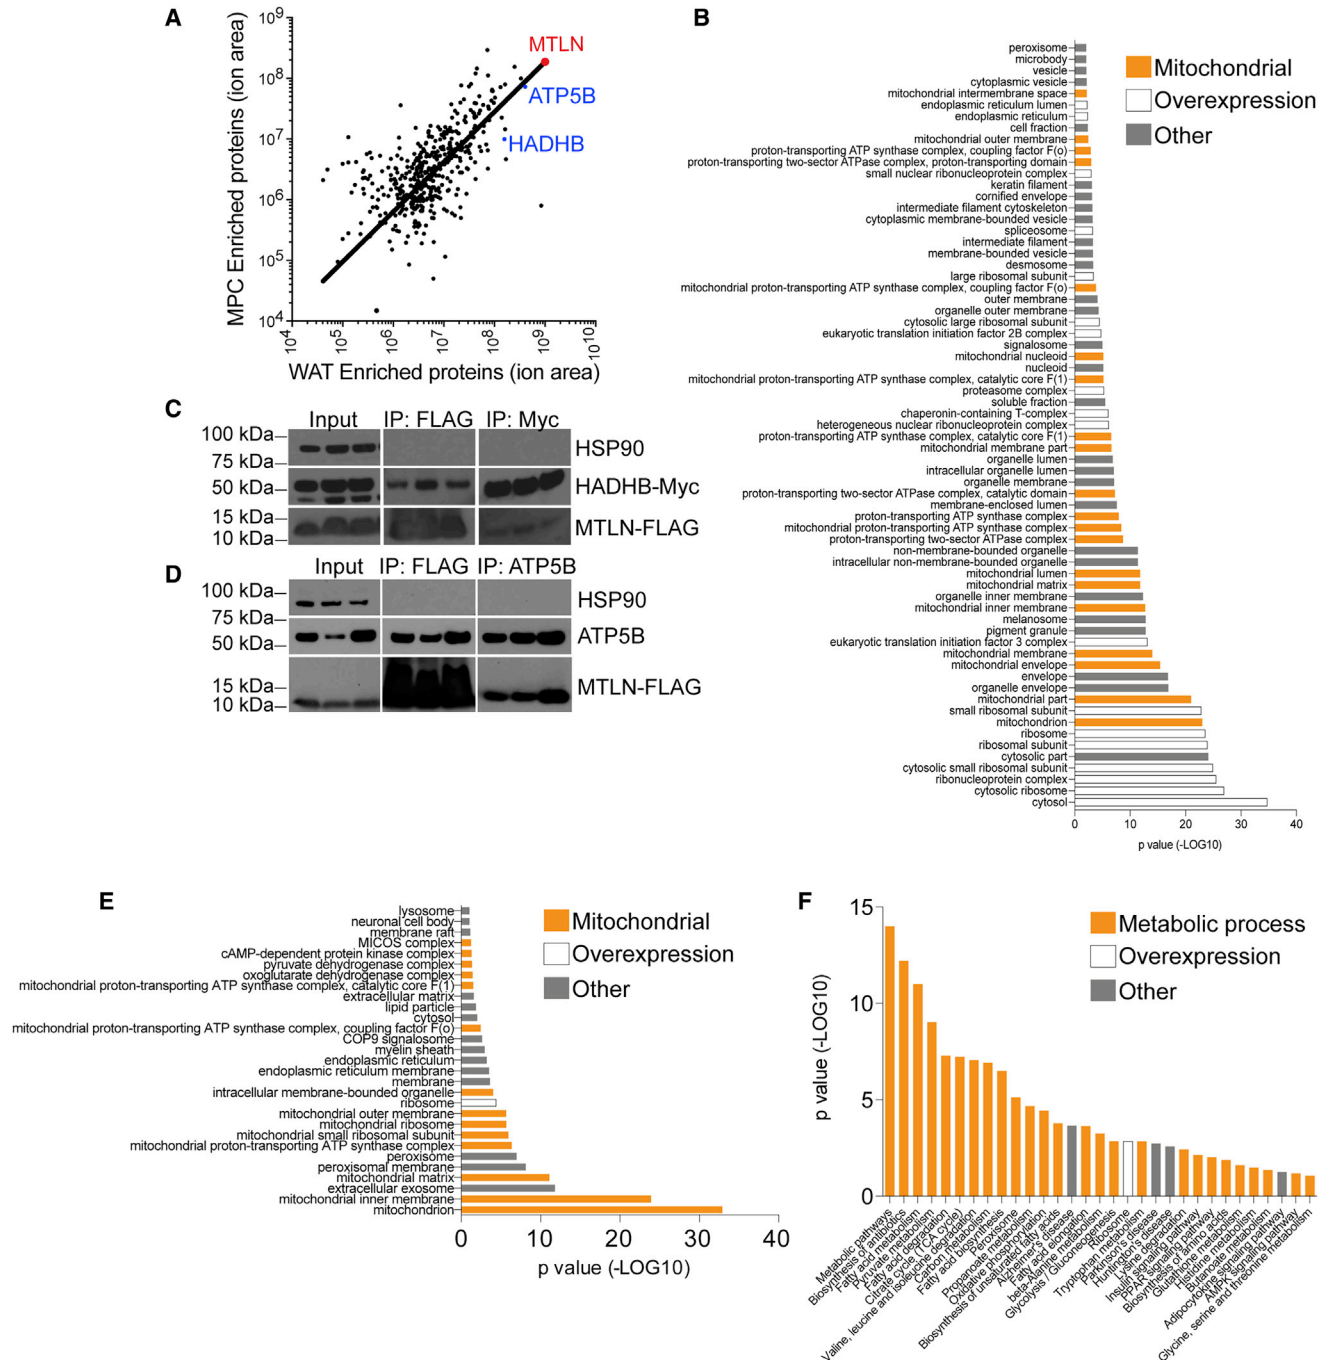 A
MPC Enriched proteins (ion area)
10⁹
10⁸
10⁷
10⁶
10⁵
10⁴
MTLN
ATP5B
HADHB
10⁴ 10⁵ 10⁶ 10⁷ 10⁸ 10⁹ 10¹⁰
WAT Enriched proteins (ion area)
B
peroxisome
microbody
vesicle
cytoplasmic vesicle
mitochondrial intermembrane space
endoplasmic reticulum lumen
endoplasmic reticulum
cell fraction
mitochondrial outer membrane
proton-transporting ATP synthase complex, coupling factor F(o)
proton-transporting two-sector ATPase complex, proton-transporting domain
small nuclear ribonucleoprotein complex
keratin filament
cornified envelope
intermediate filament cytoskeleton
cytoplasmic membrane-bounded vesicle
spliceosome
intermediate filament
membrane-bounded vesicle
desmosome
large ribosomal subunit
mitochondrial proton-transporting ATP synthase complex, coupling factor F(o)
outer membrane
organelle outer membrane
cytosolic large ribosomal subunit
eukaryotic translation initiation factor 2B complex
signalosome
mitochondrial nucleoid
nucleoid
mitochondrial proton-transporting ATP synthase complex, catalytic core F(1)
proteasome complex
soluble fraction
chaperonin-containing T-complex
heterogeneous nuclear ribonucleoprotein complex
proton-transporting ATP synthase complex, catalytic core F(1)
mitochondrial membrane part
organelle lumen
intracellular organelle lumen
organelle membrane
proton-transporting two-sector ATPase complex, catalytic domain
membrane-enclosed lumen
proton-transporting ATP synthase complex
mitochondrial proton-transporting ATP synthase complex
proton-transporting two-sector ATPase complex
non-membrane-bounded organelle
intracellular non-membrane-bounded organelle
mitochondrial lumen
mitochondrial matrix
organelle inner membrane
mitochondrial inner membrane
melanosome
pigment granule
eukaryotic translation initiation factor 3 complex
mitochondrial membrane
mitochondrial envelope
envelope
organelle envelope
mitochondrial part
small ribosomal subunit
mitochondrion
ribosome
ribosomal subunit
cytosolic part
cytosolic small ribosomal subunit
ribonucleoprotein complex
cytosolic ribosome
cytosol
0 10 20 30 40
p value (-LOG10)
Mitochondrial
Overexpression
Other
C
Input IP: FLAG IP: Myc
100 kDa
75 kDa
50 kDa
15 kDa
10 kDa
HSP90
HADHB-Myc
MTLN-FLAG
D
Input IP: FLAG IP: ATP5B
100 kDa
75 kDa
50 kDa
15 kDa
10 kDa
HSP90
ATP5B
MTLN-FLAG
E
lysosome
neuronal cell body
membrane raft
MICOS complex
cAMP-dependent protein kinase complex
pyruvate dehydrogenase complex
oxoglutarate dehydrogenase complex
mitochondrial proton-transporting ATP synthase complex, catalytic core F(1)
extracellular matrix
lipid particle
cytosol
mitochondrial proton-transporting ATP synthase complex, coupling factor F(o)
COP9 signalosome
myelin sheath
endoplasmic reticulum
endoplasmic reticulum membrane
membrane
intracellular membrane-bounded organelle
ribosome
mitochondrial outer membrane
mitochondrial ribosome
mitochondrial small ribosomal subunit
mitochondrial proton-transporting ATP synthase complex
peroxisome
peroxisomal membrane
mitochondrial matrix
extracellular exosome
mitochondrial inner membrane
mitochondrion
0 10 20 30 40
p value (-LOG10)
Mitochondrial
Overexpression
Other
F
p value (-LOG10)
15
10
5
0
Metabolic process
Overexpression
Other
Metabolic pathways
Biosynthesis of antibiotics
Fatty acid metabolism
Pyruvate metabolism
Fatty acid degradation
Valine, leucine and isoleucine degradation
Citrate cycle (TCA cycle)
Carbon metabolism
Fatty acid biosynthesis
Peroxisome
Propanoate metabolism
Oxidative phosphorylation
Biosynthesis of unsaturated fatty acids
Alzheimer's disease
Fatty acid elongation
beta-Alanine metabolism
Glycolysis / Gluconeogenesis
Ribosome
Tryptophan metabolism
Parkinson's disease
Huntington's disease
Lysine degradation
Insulin signaling pathway
PPAR signaling pathway
Biosynthesis of amino acids
Glutathione metabolism
Histidine metabolism
Butanoate metabolism
Adipocytokine signaling pathway
AMPK signaling pathway
Glycine, serine and threonine metabolism